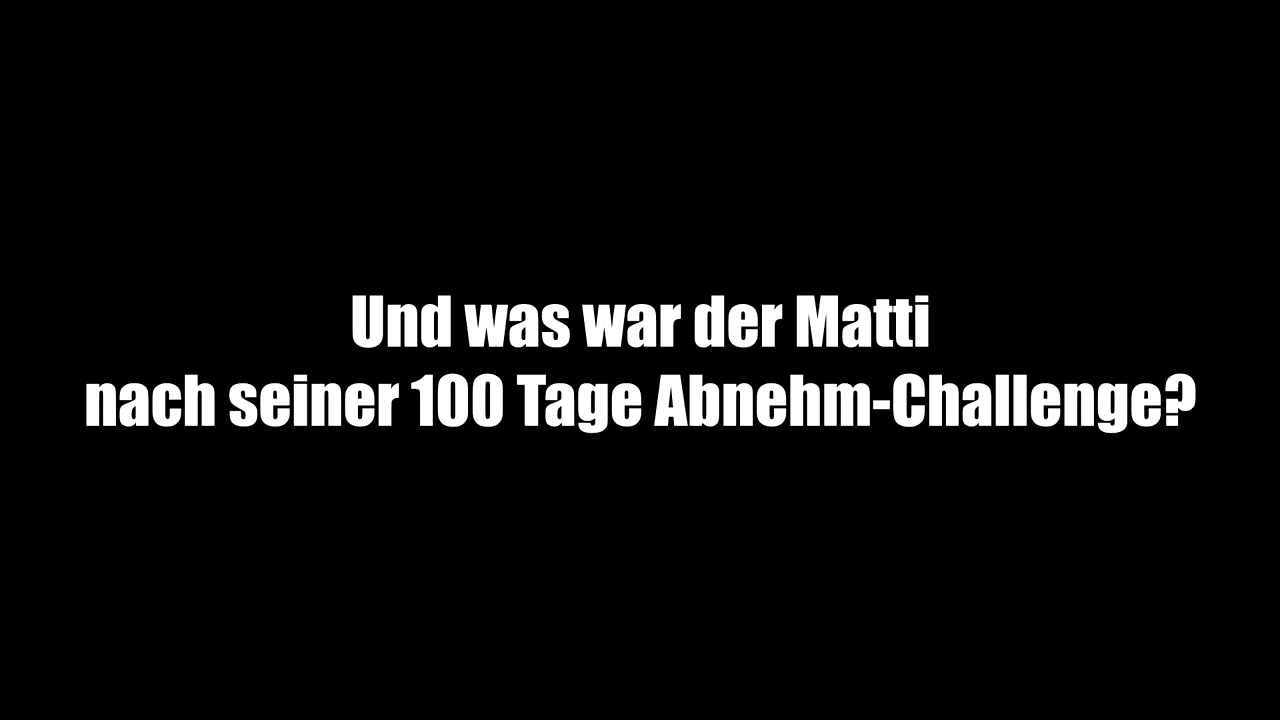 Und was war der Matti
nach seiner 100 Tage Abnehm-Challenge?